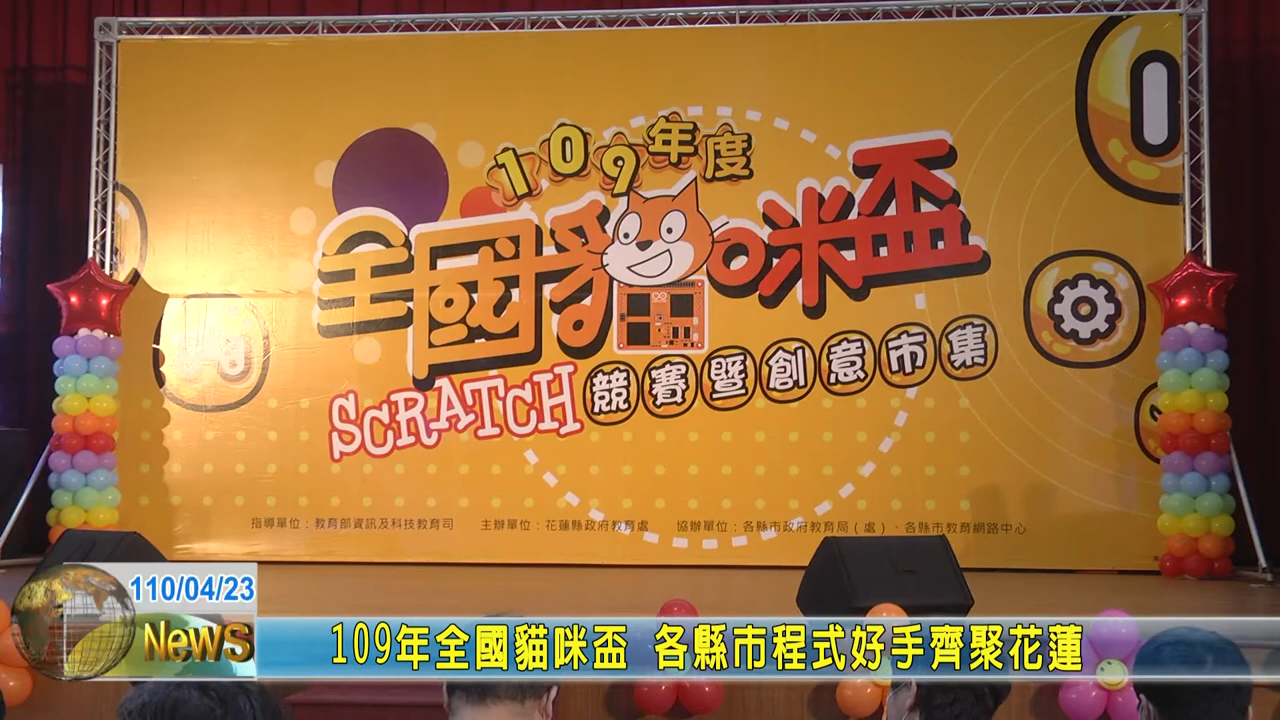 109年度
全國貓咪盃
SCRATCH競賽暨創意市集
指導單位：教育部資訊及科技教育司 主辦單位：花蓮縣政府教育處 協辦單位：各縣市政府教育局(處)、各縣市教育網路中心
110/04/23
News
109年全國貓咪盃 各縣市程式好手齊聚花蓮